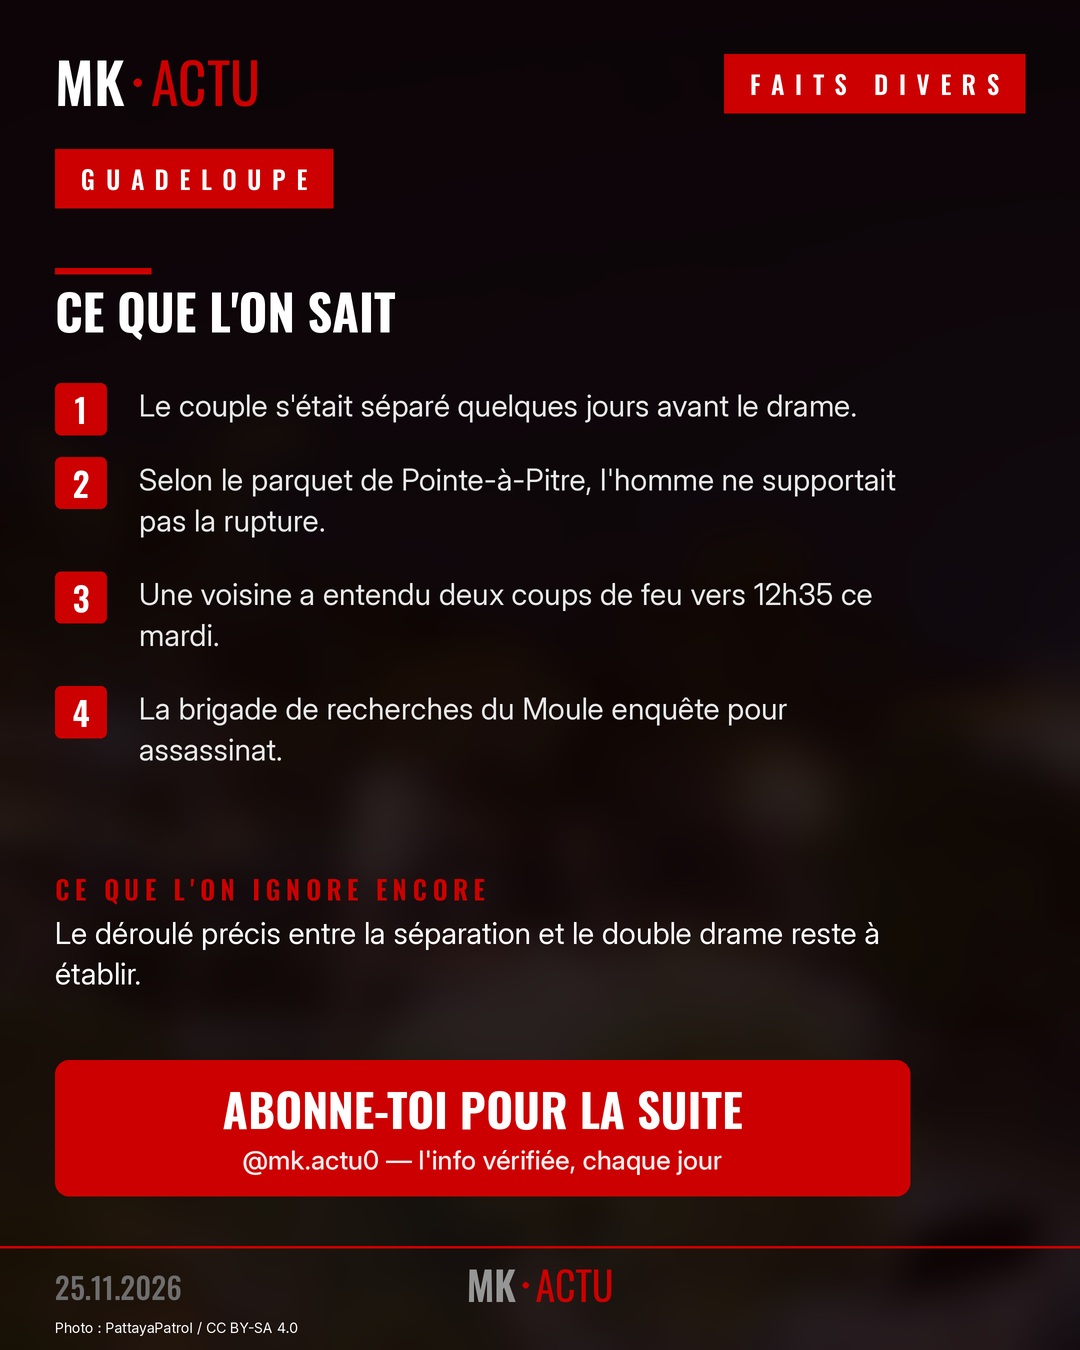 MK·ACTU
FAITS DIVERS
GUADELOUPE
CE QUE L'ON SAIT
1
Le couple s'était séparé quelques jours avant le drame.
2
Selon le parquet de Pointe-à-Pitre, l'homme ne supportait
pas la rupture.
3
Une voisine a entendu deux coups de feu vers 12h35 ce
mardi.
4
La brigade de recherches du Moule enquête pour
assassinat.
CE QUE L'ON IGNORE ENCORE
Le déroulé précis entre la séparation et le double drame reste à
établir.
ABONNE-TOI POUR LA SUITE
@mk.actu0 — l'info vérifiée, chaque jour
25.11.2026
MK·ACTU
Photo : PattayaPatrol / CC BY-SA 4.0